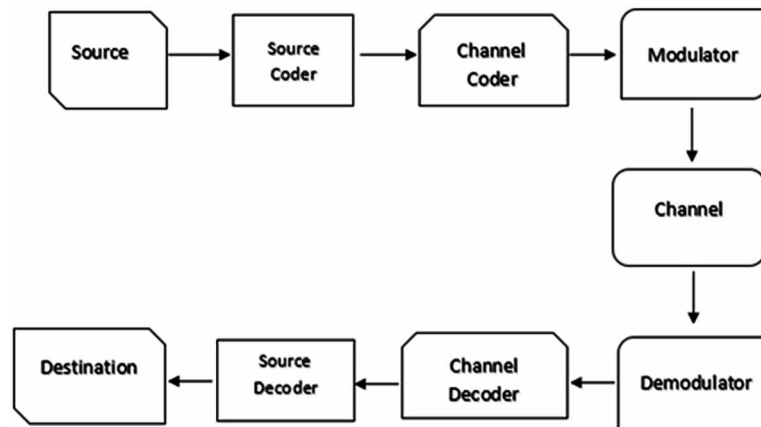 Source
Source
Coder
Channel
Coder
Modulator
Channel
Demodulator
Channel
Decoder
Source
Decoder
Destination